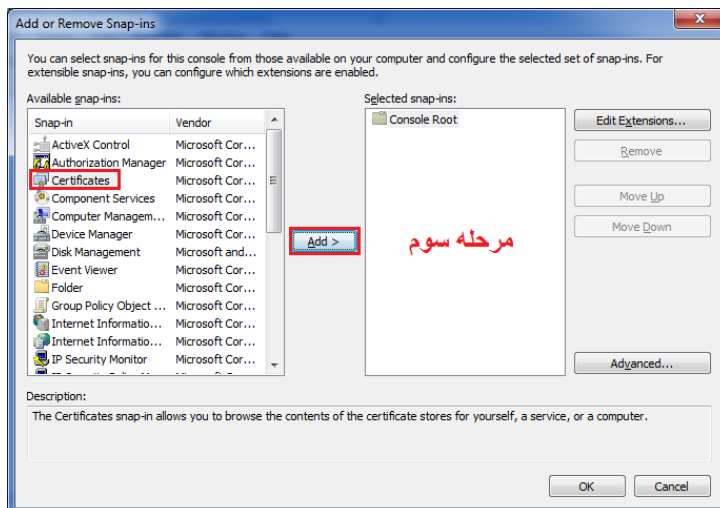 Add or Remove Snap-ins
You can select snap-ins for this console from those available on your computer and configure the selected set of snap-ins. For
extensible snap-ins, you can configure which extensions are enabled.
Available snap-ins:
Selected snap-ins:
Snap-in Vendor
ActiveX Control Microsoft Cor...
Authorization Manager Microsoft Cor...
Certificates Microsoft Cor...
Component Services Microsoft Cor...
Computer Managem... Microsoft Cor...
Device Manager Microsoft Cor...
Disk Management Microsoft and...
Event Viewer Microsoft Cor...
Folder Microsoft Cor...
Group Policy Object ... Microsoft Cor...
Internet Informatio... Microsoft Cor...
Internet Informatio... Microsoft Cor...
IP Security Monitor Microsoft Cor...
Add >
Console Root
مرحله سوم
Edit Extensions...
Remove
Move Up
Move Down
Advanced...
Description:
The Certificates snap-in allows you to browse the contents of the certificate stores for yourself, a service, or a computer.
OK Cancel